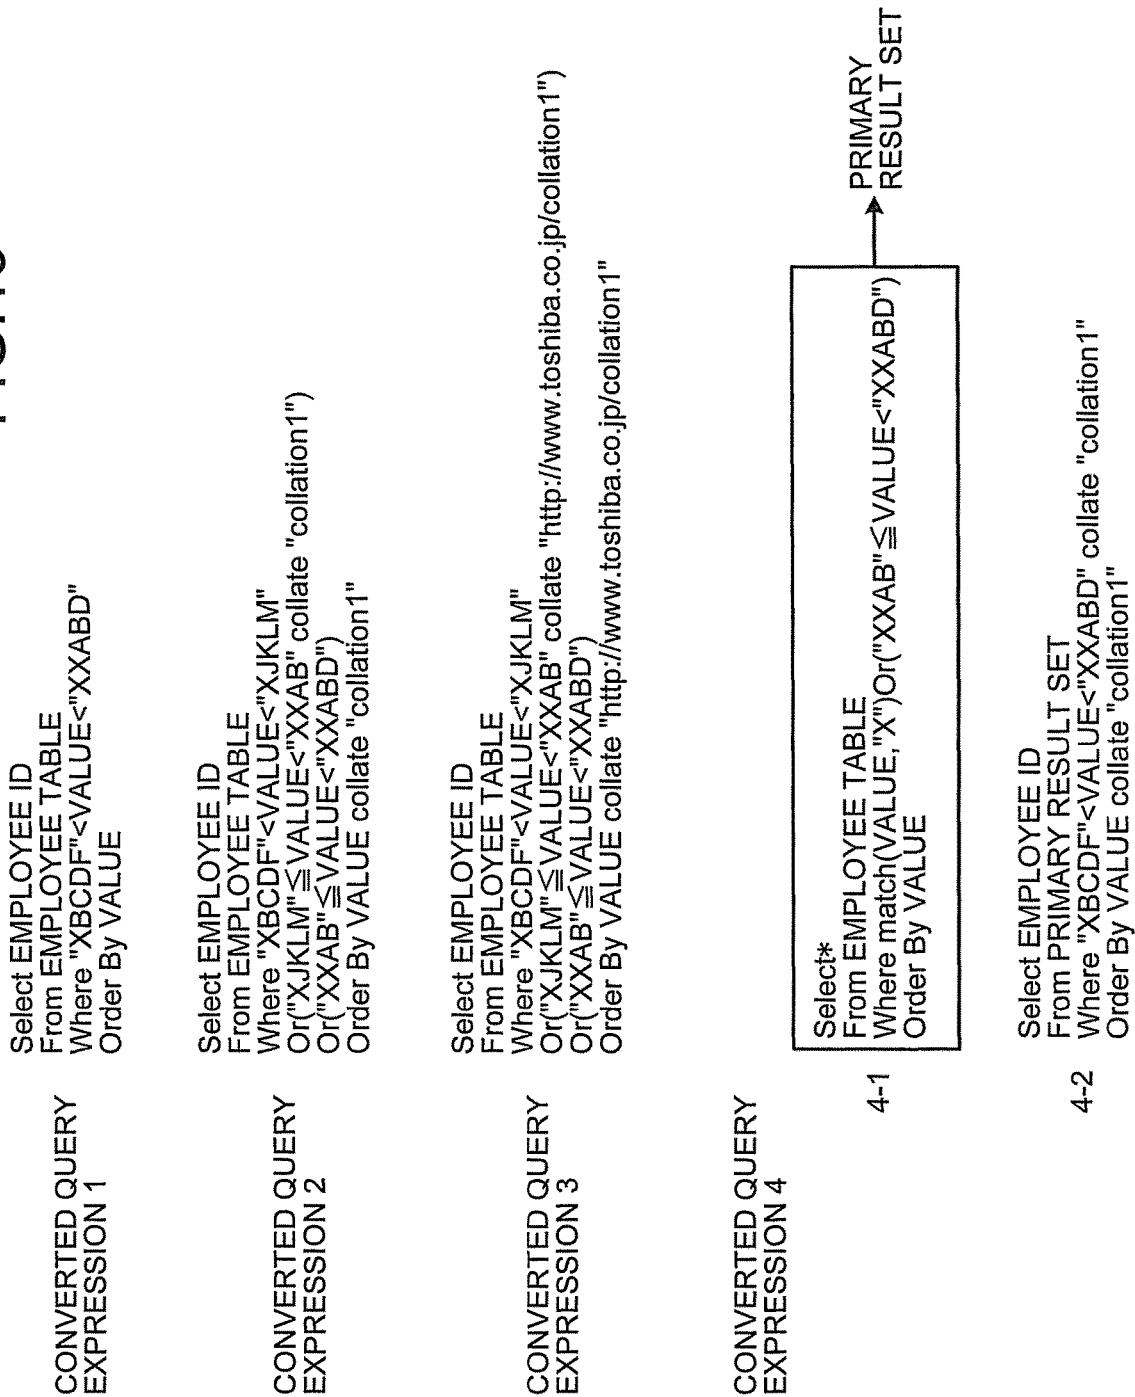 CONVERTED QUERY
EXPRESSION 1
Select EMPLOYEE ID
From EMPLOYEE TABLE
Where "XBCDF"<VALUE<"XXABD"
Order By VALUE
CONVERTED QUERY
EXPRESSION 2
Select EMPLOYEE ID
From EMPLOYEE TABLE
Where "XBCDF"<VALUE<"XJKLM"
Or("XJKLM"≦VALUE<"XXAB" collate "collation1")
Or("XXAB"≦VALUE<"XXABD")
Order By VALUE collate "collation1"
CONVERTED QUERY
EXPRESSION 3
Select EMPLOYEE ID
From EMPLOYEE TABLE
Where "XBCDF"<VALUE<"XJKLM"
Or("XJKLM"≦VALUE<"XXAB" collate "http://www.toshiba.co.jp/collation1")
Or("XXAB"≦VALUE<"XXABD")
Order By VALUE collate "http://www.toshiba.co.jp/collation1"
CONVERTED QUERY
EXPRESSION 4
4-1
Select*
From EMPLOYEE TABLE
Where match(VALUE,"X")Or("XXAB"≦VALUE<"XXABD")
Order By VALUE
PRIMARY
RESULT SET
4-2
Select EMPLOYEE ID
From PRIMARY RESULT SET
Where "XBCDF"<VALUE<"XXABD" collate "collation1"
Order By VALUE collate "collation1"